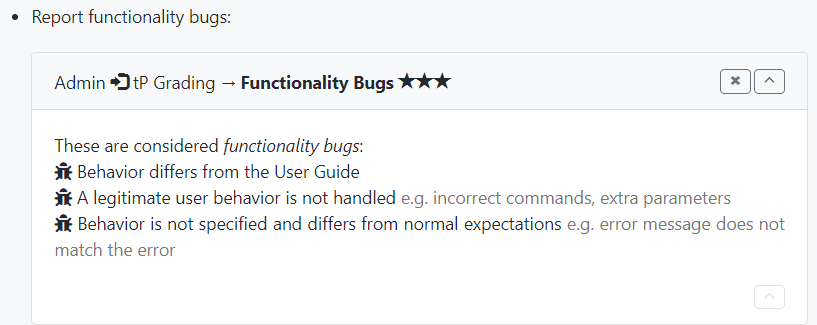 Report functionality bugs:
Admin tP Grading → Functionality Bugs ★★★
These are considered functionality bugs:
Behavior differs from the User Guide
A legitimate user behavior is not handled e.g. incorrect commands, extra parameters
Behavior is not specified and differs from normal expectations e.g. error message does not
match the error